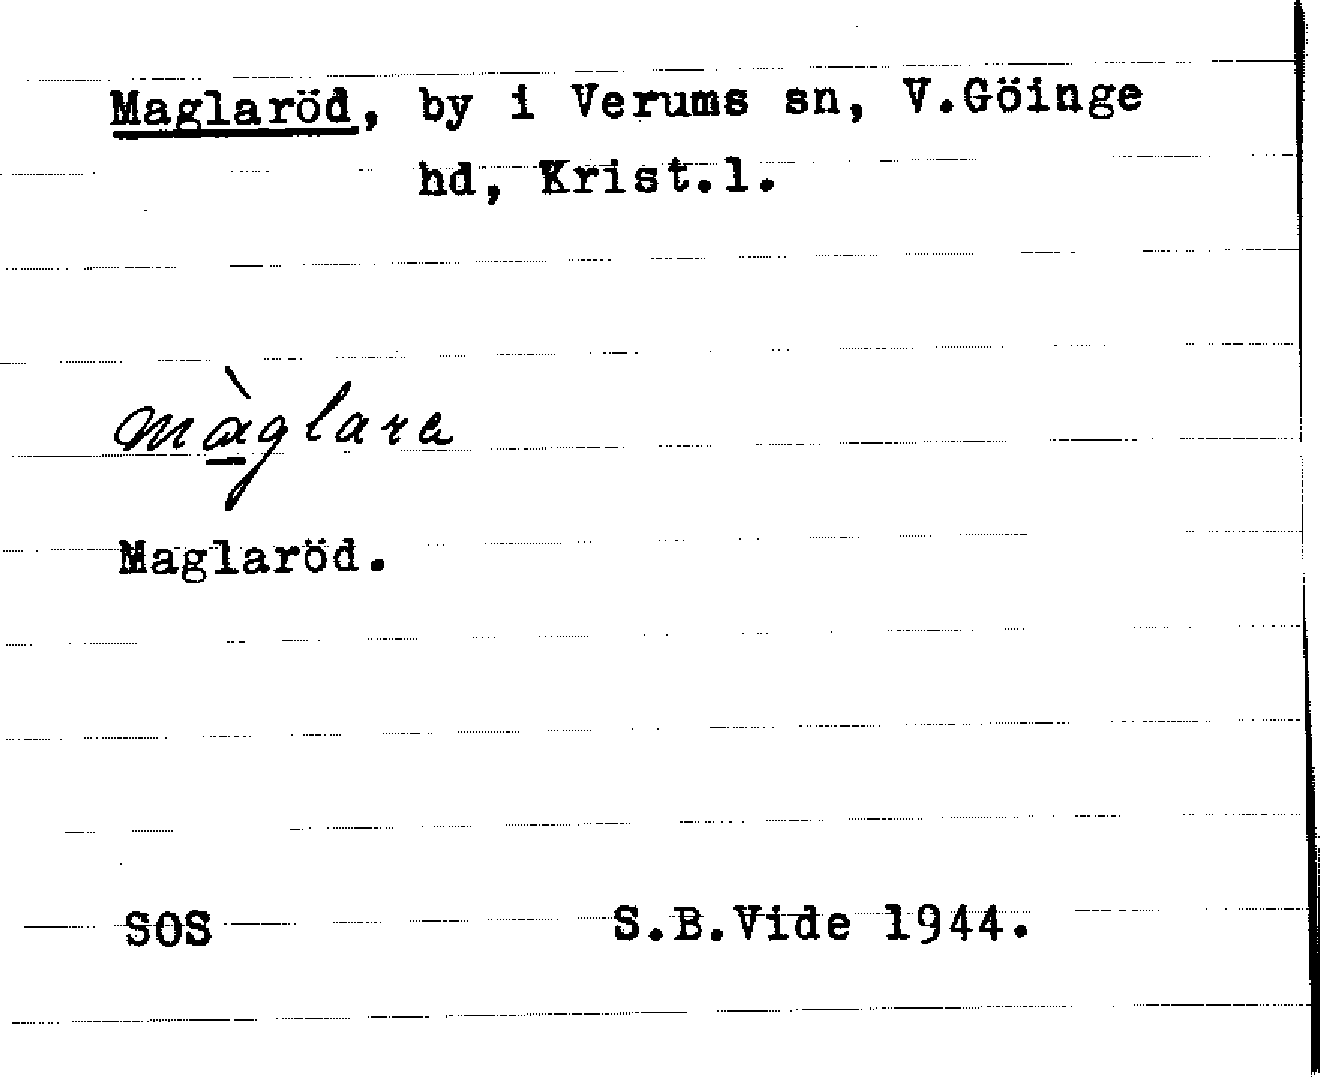 Maglaröd, by i Verums sn, V.Göinge
hd, Krist.l.
màglara
Maglaröd.
SOS S.B.Vide 1944.